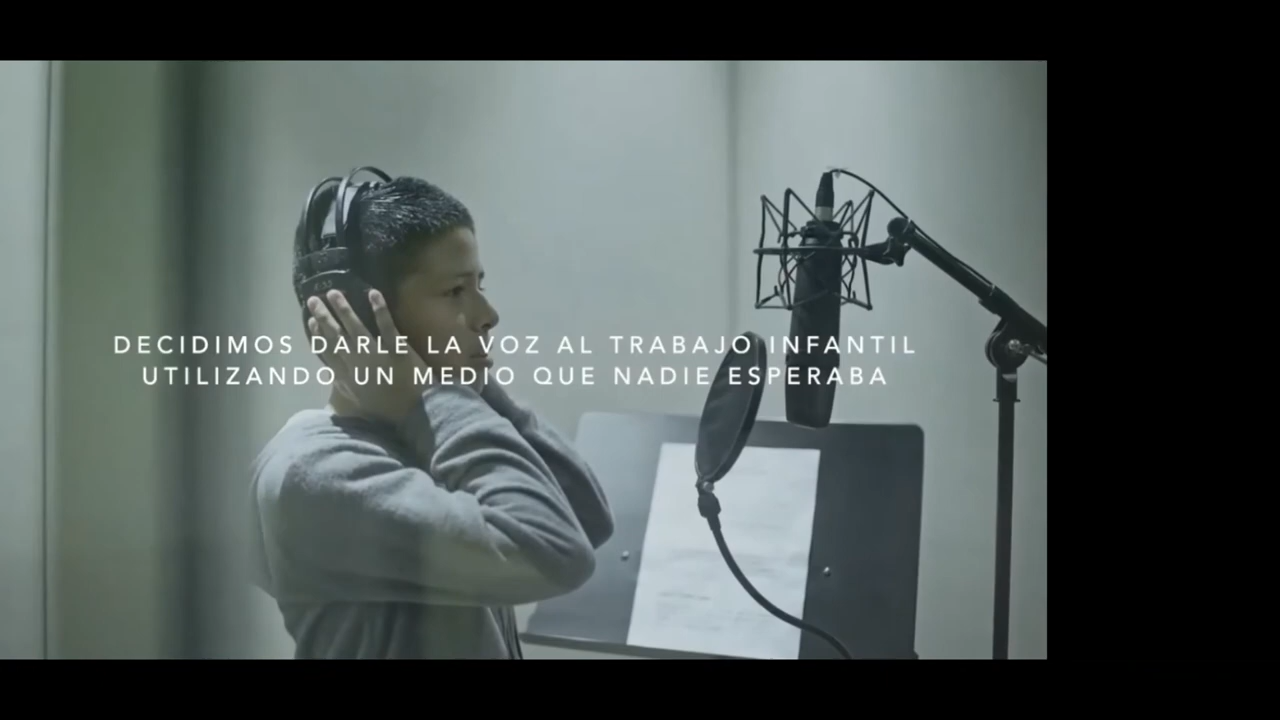 DECIDIMOS DARLE LA VOZ AL TRABAJO INFANTIL
UTILIZANDO UN MEDIO QUE NADIE ESPERABA